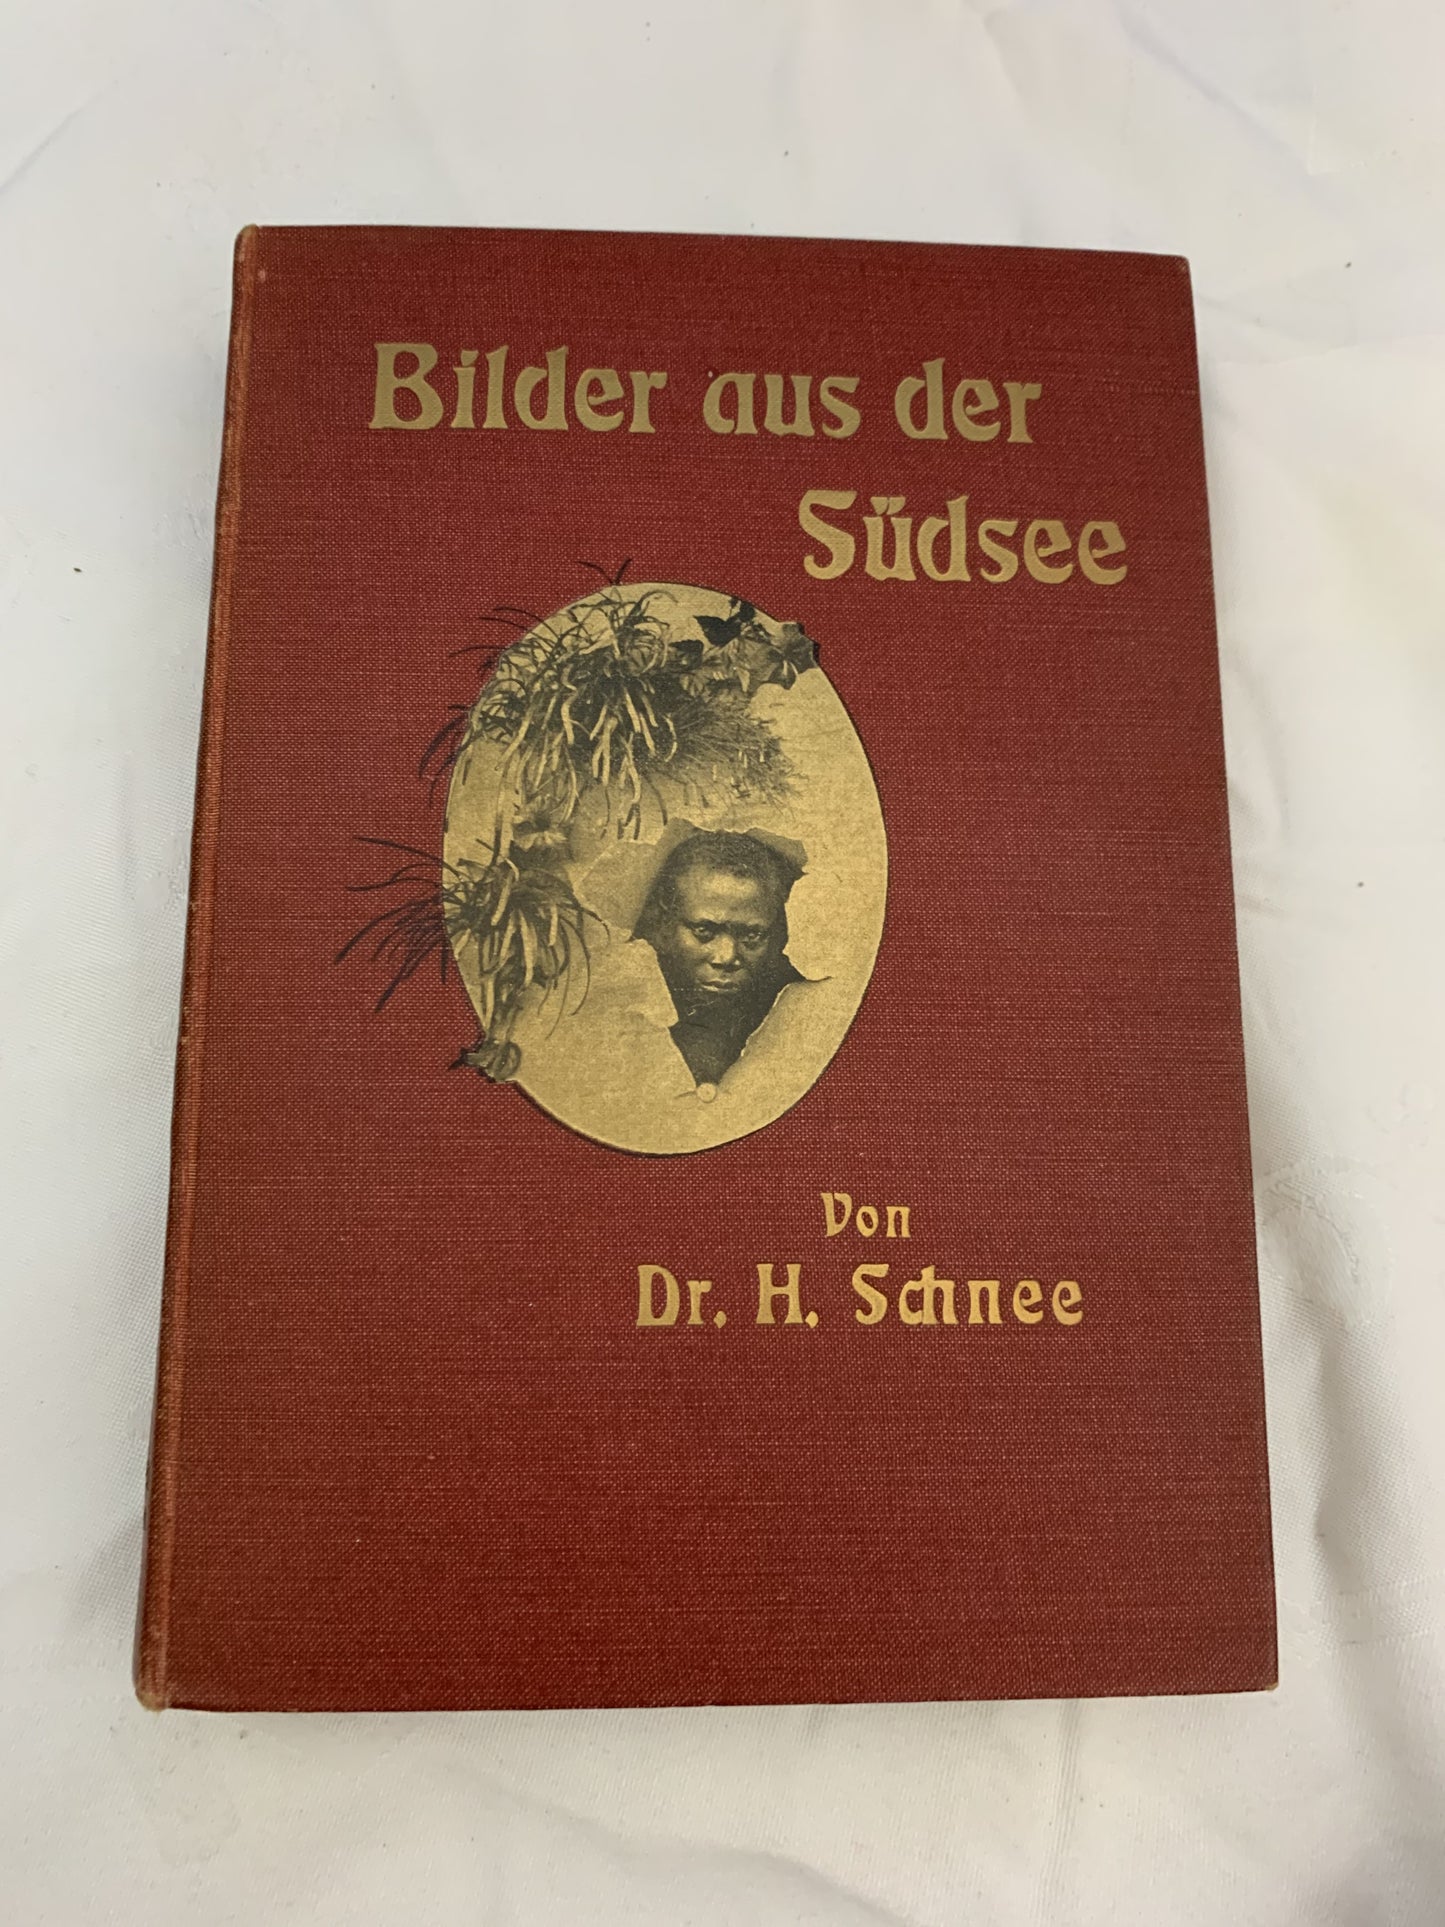 Bilder aus der
Südsee
Von
Dr. H. Schnee